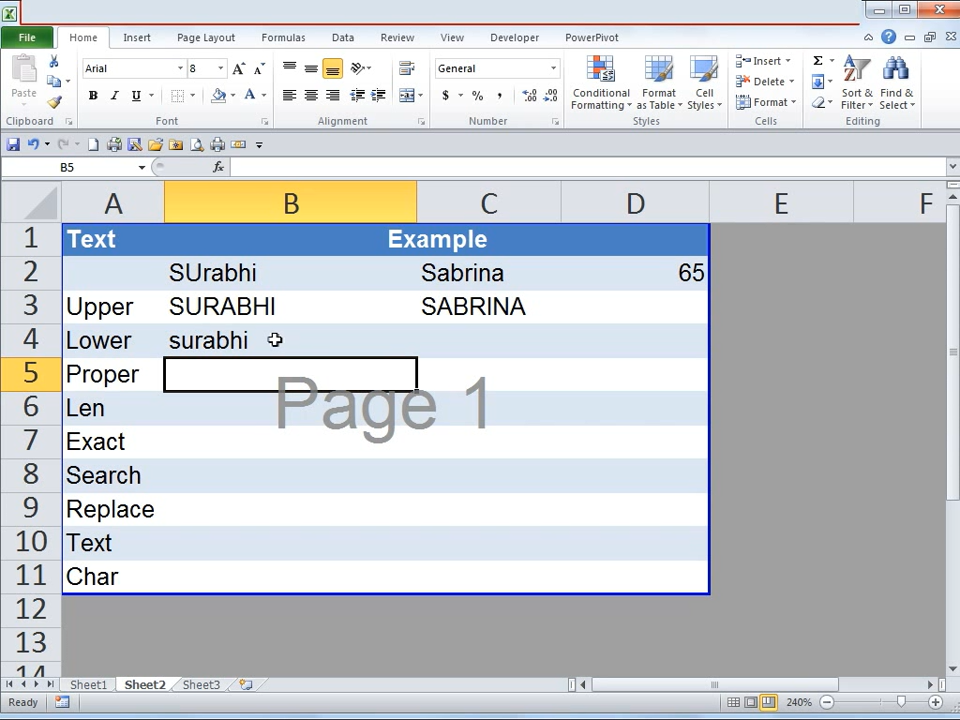 File Home Insert Page Layout Formulas Data Review View Developer PowerPivot
Paste
Arial 8
General
Conditional Formatting
Format as Table
Cell Styles
Insert
Delete
Format
Sort & Filter
Find & Select
Clipboard Font Alignment Number Styles Cells Editing
B5 fx
A B C D E F
1 Text Example
2 SUrabhi Sabrina 65
3 Upper SURABHI SABRINA
4 Lower surabhi
5 Proper
Page 1
6 Len
7 Exact
8 Search
9 Replace
10 Text
11 Char
12
13
14
Sheet1 Sheet2 Sheet3
Ready 240%